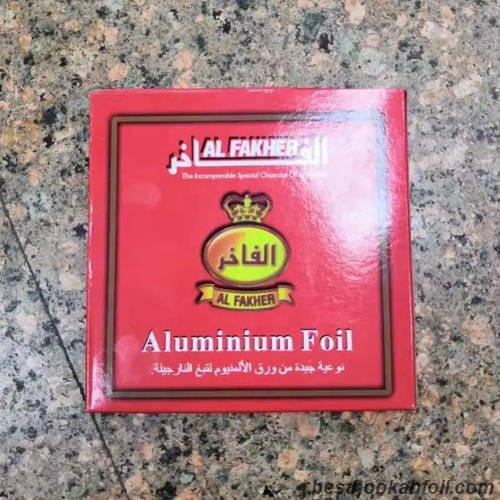 الفاخر
AL FAKHER
The Incomparable Special Charcoal Of
الفاخر
AL FAKHER
Aluminium Foil
نوعية جيدة من ورق الألمنيوم لتبغ النارجيلة.
besthookahfoil.com